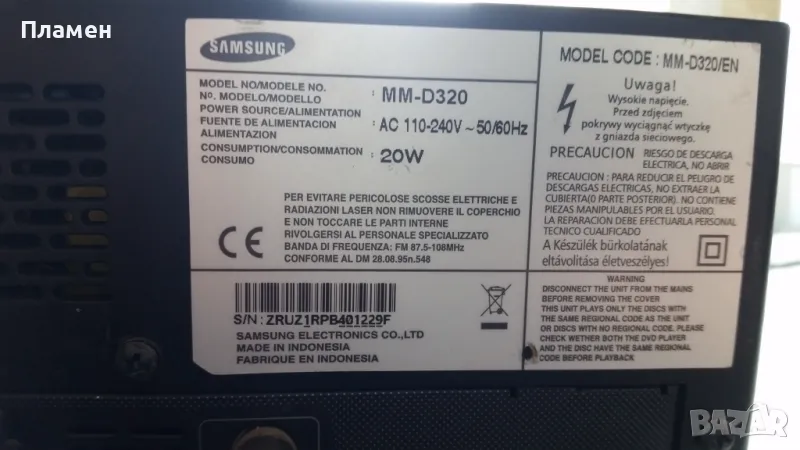 Пламен
SAMSUNG
MODEL NO/MODELE NO.
Nº. MODELO/MODELLO
MM-D320
POWER SOURCE/ALIMENTATION
FUENTE DE ALIMENTACION
ALIMENTAZION
AC 110-240V ~ 50/60Hz
CONSUMPTION/CONSOMMATION
CONSUMO
20W
PER EVITARE PERICOLOSE SCOSSE ELETTRICHE E
RADIAZIONI LASER NON RIMUOVERE IL COPERCHIO
E NON TOCCARE LE PARTI INTERNE
RIVOLGERSI AL PERSONALE SPECIALIZZATO
BANDA DI FREQUENZA: FM 87.5-108MHz
CONFORME AL DM 28.08.95n.548
CE
S/N: ZRUZ1RPB401229F
SAMSUNG ELECTRONICS CO.,LTD
MADE IN INDONESIA
FABRIQUE EN INDONESIA
MODEL CODE : MM-D320/EN
Uwaga!
Wysokie napięcie.
Przed zdjęciem
pokrywy wyciągnąć wtyczkę
z gniazda sieciowego.
PRECAUCION RIESGO DE DESCARGA
ELECTRICA, NO ABRIR
PRECAUCION : PARA REDUCIR EL PELIGRO DE
DESCARGAS ELECTRICAS, NO EXTRAER LA
CUBIERTA(O PARTE POSTERIOR). NO CONTIENE
PIEZAS MANIPULABLES POR EL USUARIO.
LA REPARACION DEBE EFECTUARLA PERSONAL
TECNICO CUALIFICADO
A Készülék bürkolatának
eltávolítása életveszélyes!
WARNING
DISCONNECT THE UNIT FROM THE MAINS
BEFORE REMOVING THE COVER
THIS UNIT PLAYS ONLY THE DISCS WITH
THE SAME REGIONAL CODE AS THIS UNIT
OR DISCS WITH NO REGIONAL CODE. PLEASE
CHECK WETHER BOTH THE DVD PLAYER
AND THE DISC HAVE THE SAME REGIONAL
CODE BEFORE PLAYBACK
BAZAR